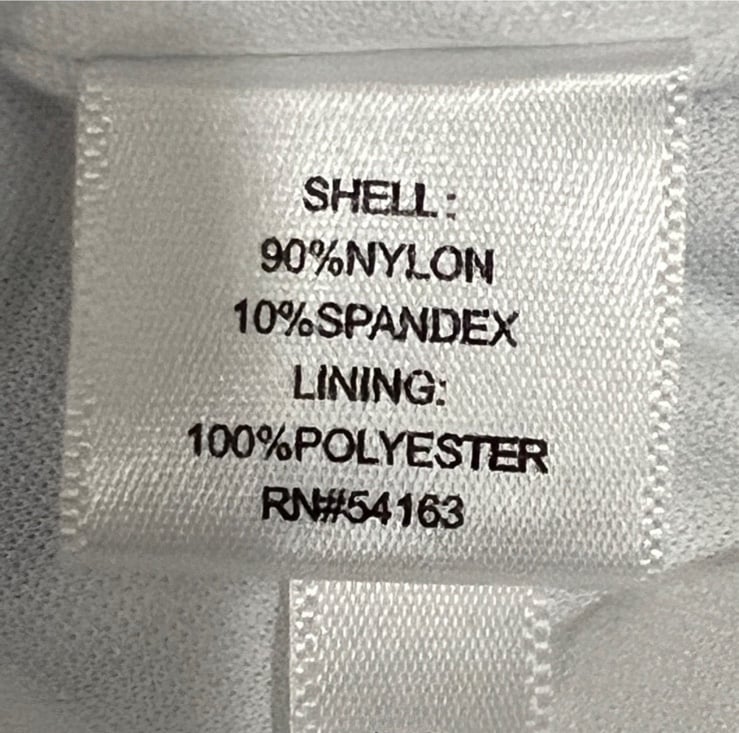 SHELL:
90%NYLON
10%SPANDEX
LINING:
100%POLYESTER
RN#54163